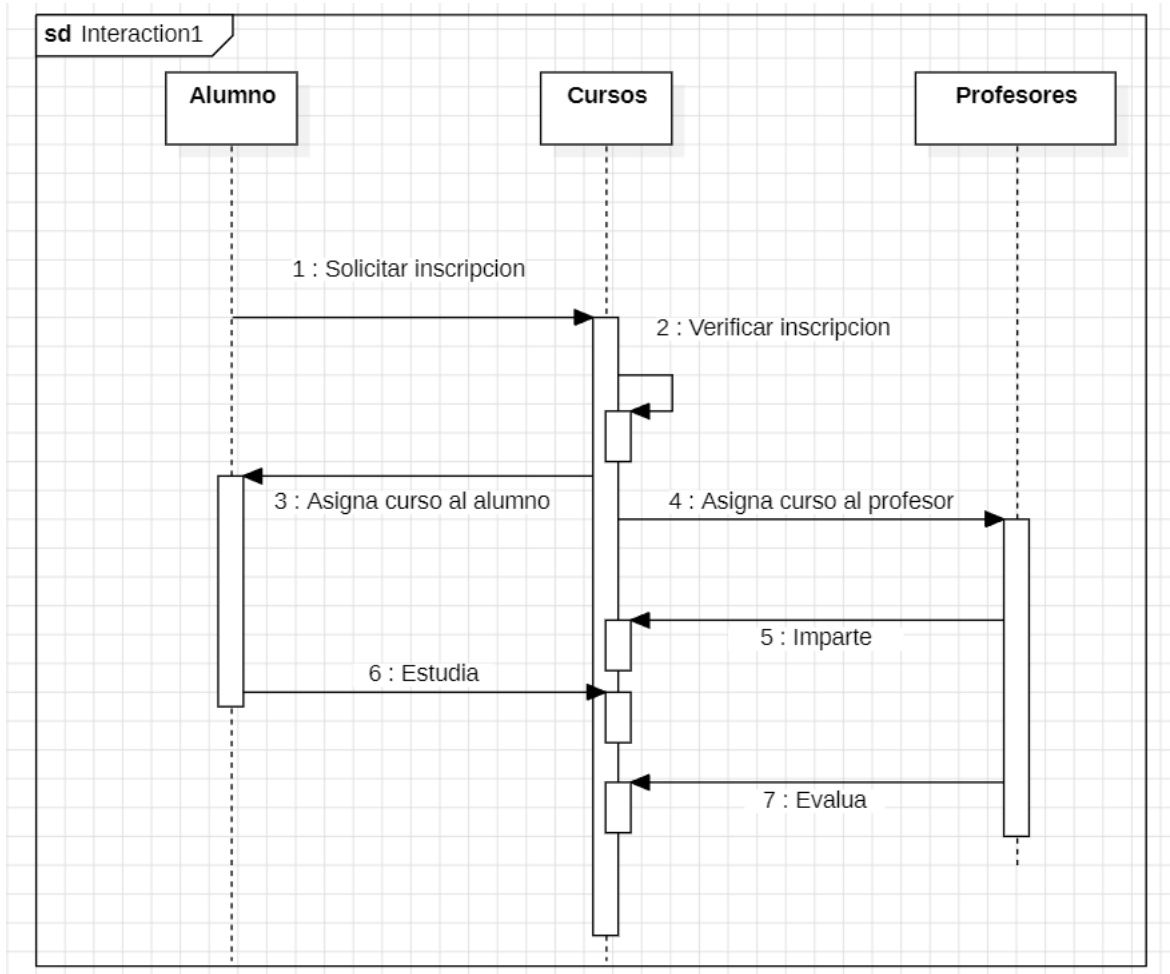 sd Interaction1
Alumno
Cursos
Profesores
1 : Solicitar inscripcion
2 : Verificar inscripcion
3 : Asigna curso al alumno
4 : Asigna curso al profesor
5 : Imparte
6 : Estudia
7 : Evalua